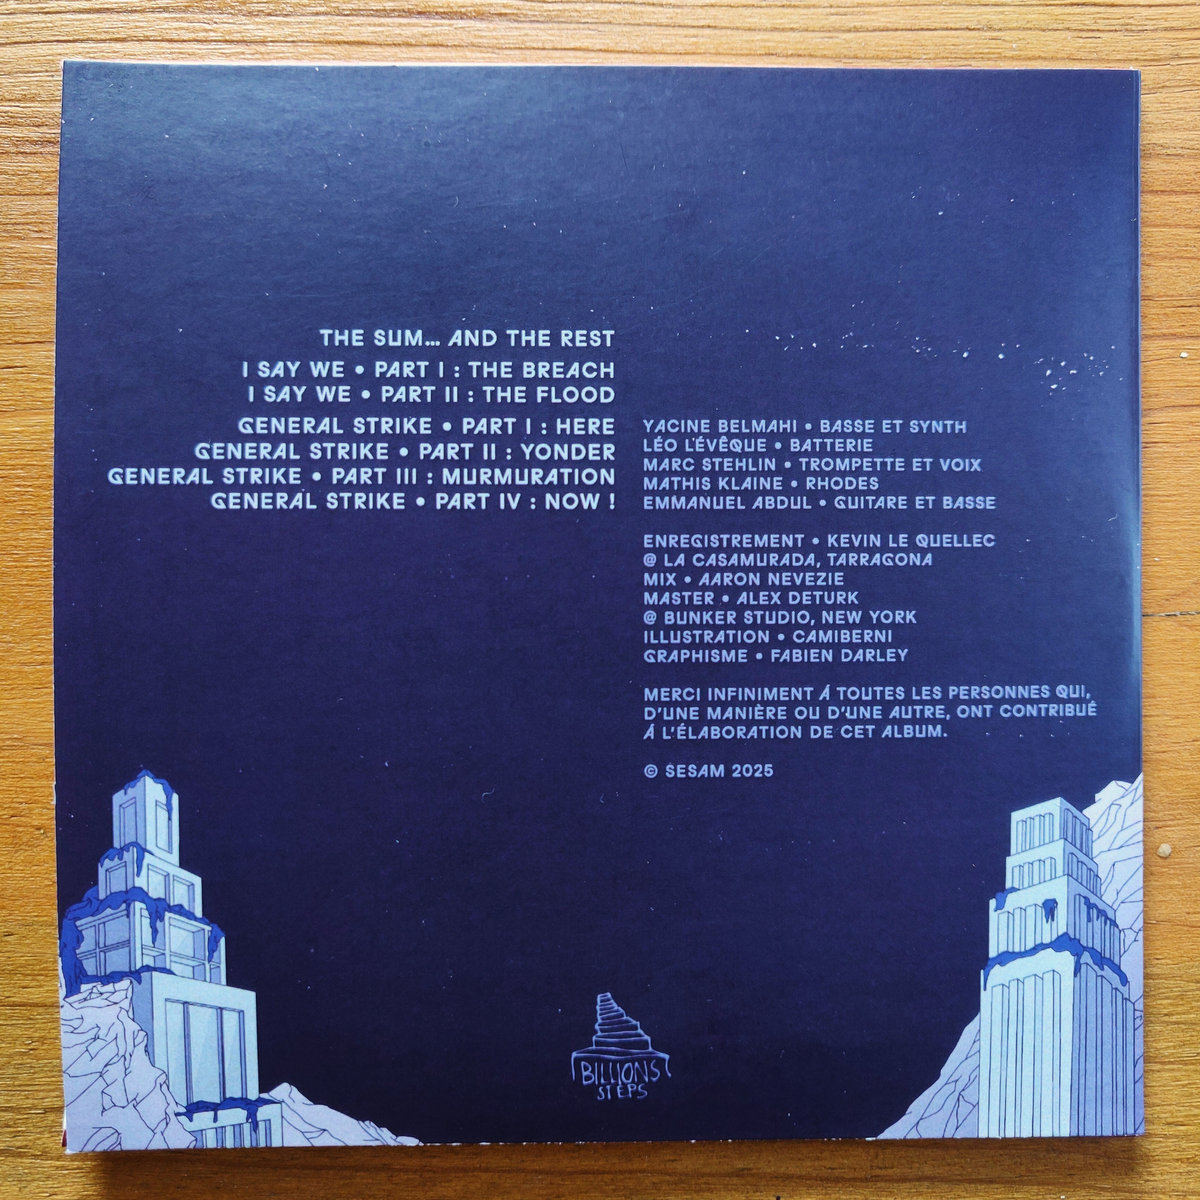 THE SUM... AND THE REST
I SAY WE • PART I : THE BREACH
I SAY WE • PART II : THE FLOOD
GENERAL STRIKE • PART I : HERE
GENERAL STRIKE • PART II : YONDER
GENERAL STRIKE • PART III : MURMURATION
GENERAL STRIKE • PART IV : NOW !
YACINE BELMAHI • BASSE ET SYNTH
LÉO L'ÉVÊQUE • BATTERIE
MARC STEHLIN • TROMPETTE ET VOIX
MATHIS KLAINE • RHODES
EMMANUEL ABDUL • GUITARE ET BASSE
ENREGISTREMENT • KEVIN LE QUELLEC
@ LA CASAMURADA, TARRAGONA
MIX • AARON NEVEZIE
MASTER • ALEX DETURK
@ BUNKER STUDIO, NEW YORK
ILLUSTRATION • CAMIBERNI
GRAPHISME • FABIEN DARLEY
MERCI INFINIMENT Á TOUTES LES PERSONNES QUI,
D'UNE MANIÈRE OU D'UNE AUTRE, ONT CONTRIBUÉ
Á L'ÉLABORATION DE CET ALBUM.
© SESAM 2025
BILLIONS
STEPS